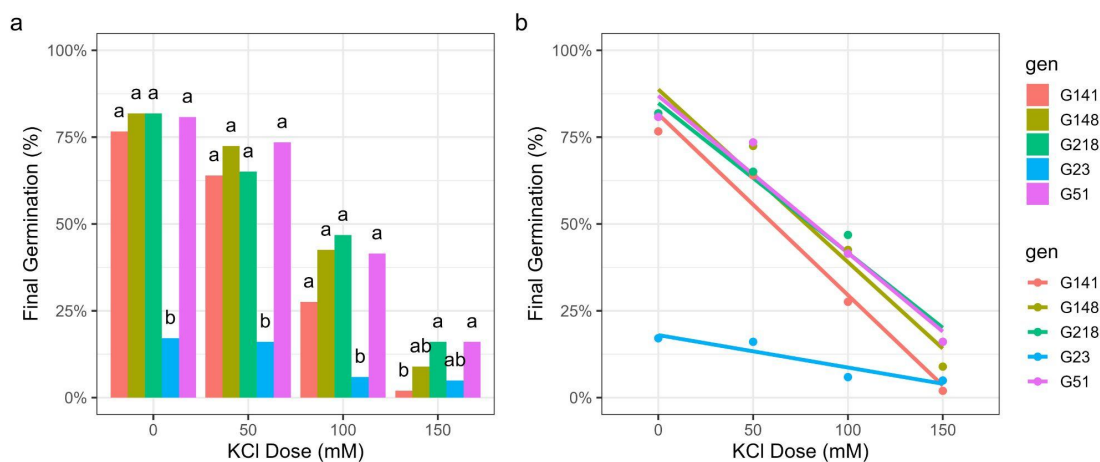 a
100%
75%
50%
25%
0%
Final Germination (%)
a a a b a
a a a b a
a a a b a
b ab a ab a
0 50 100 150
KCl Dose (mM)
b
100%
75%
50%
25%
0%
Final Germination (%)
0 50 100 150
KCl Dose (mM)
gen
G141
G148
G218
G23
G51
gen
G141
G148
G218
G23
G51